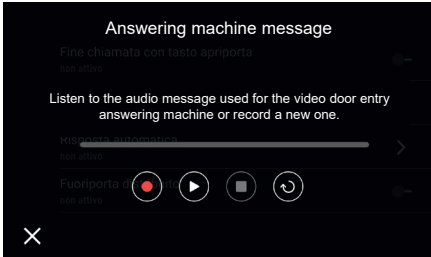 Answering machine message
Fine chiamata con tasto apriporta
non attivo
Listen to the audio message used for the video door entry
answering machine or record a new one.
Risposta automatica
non attivo
Fuoriporta
non attivo